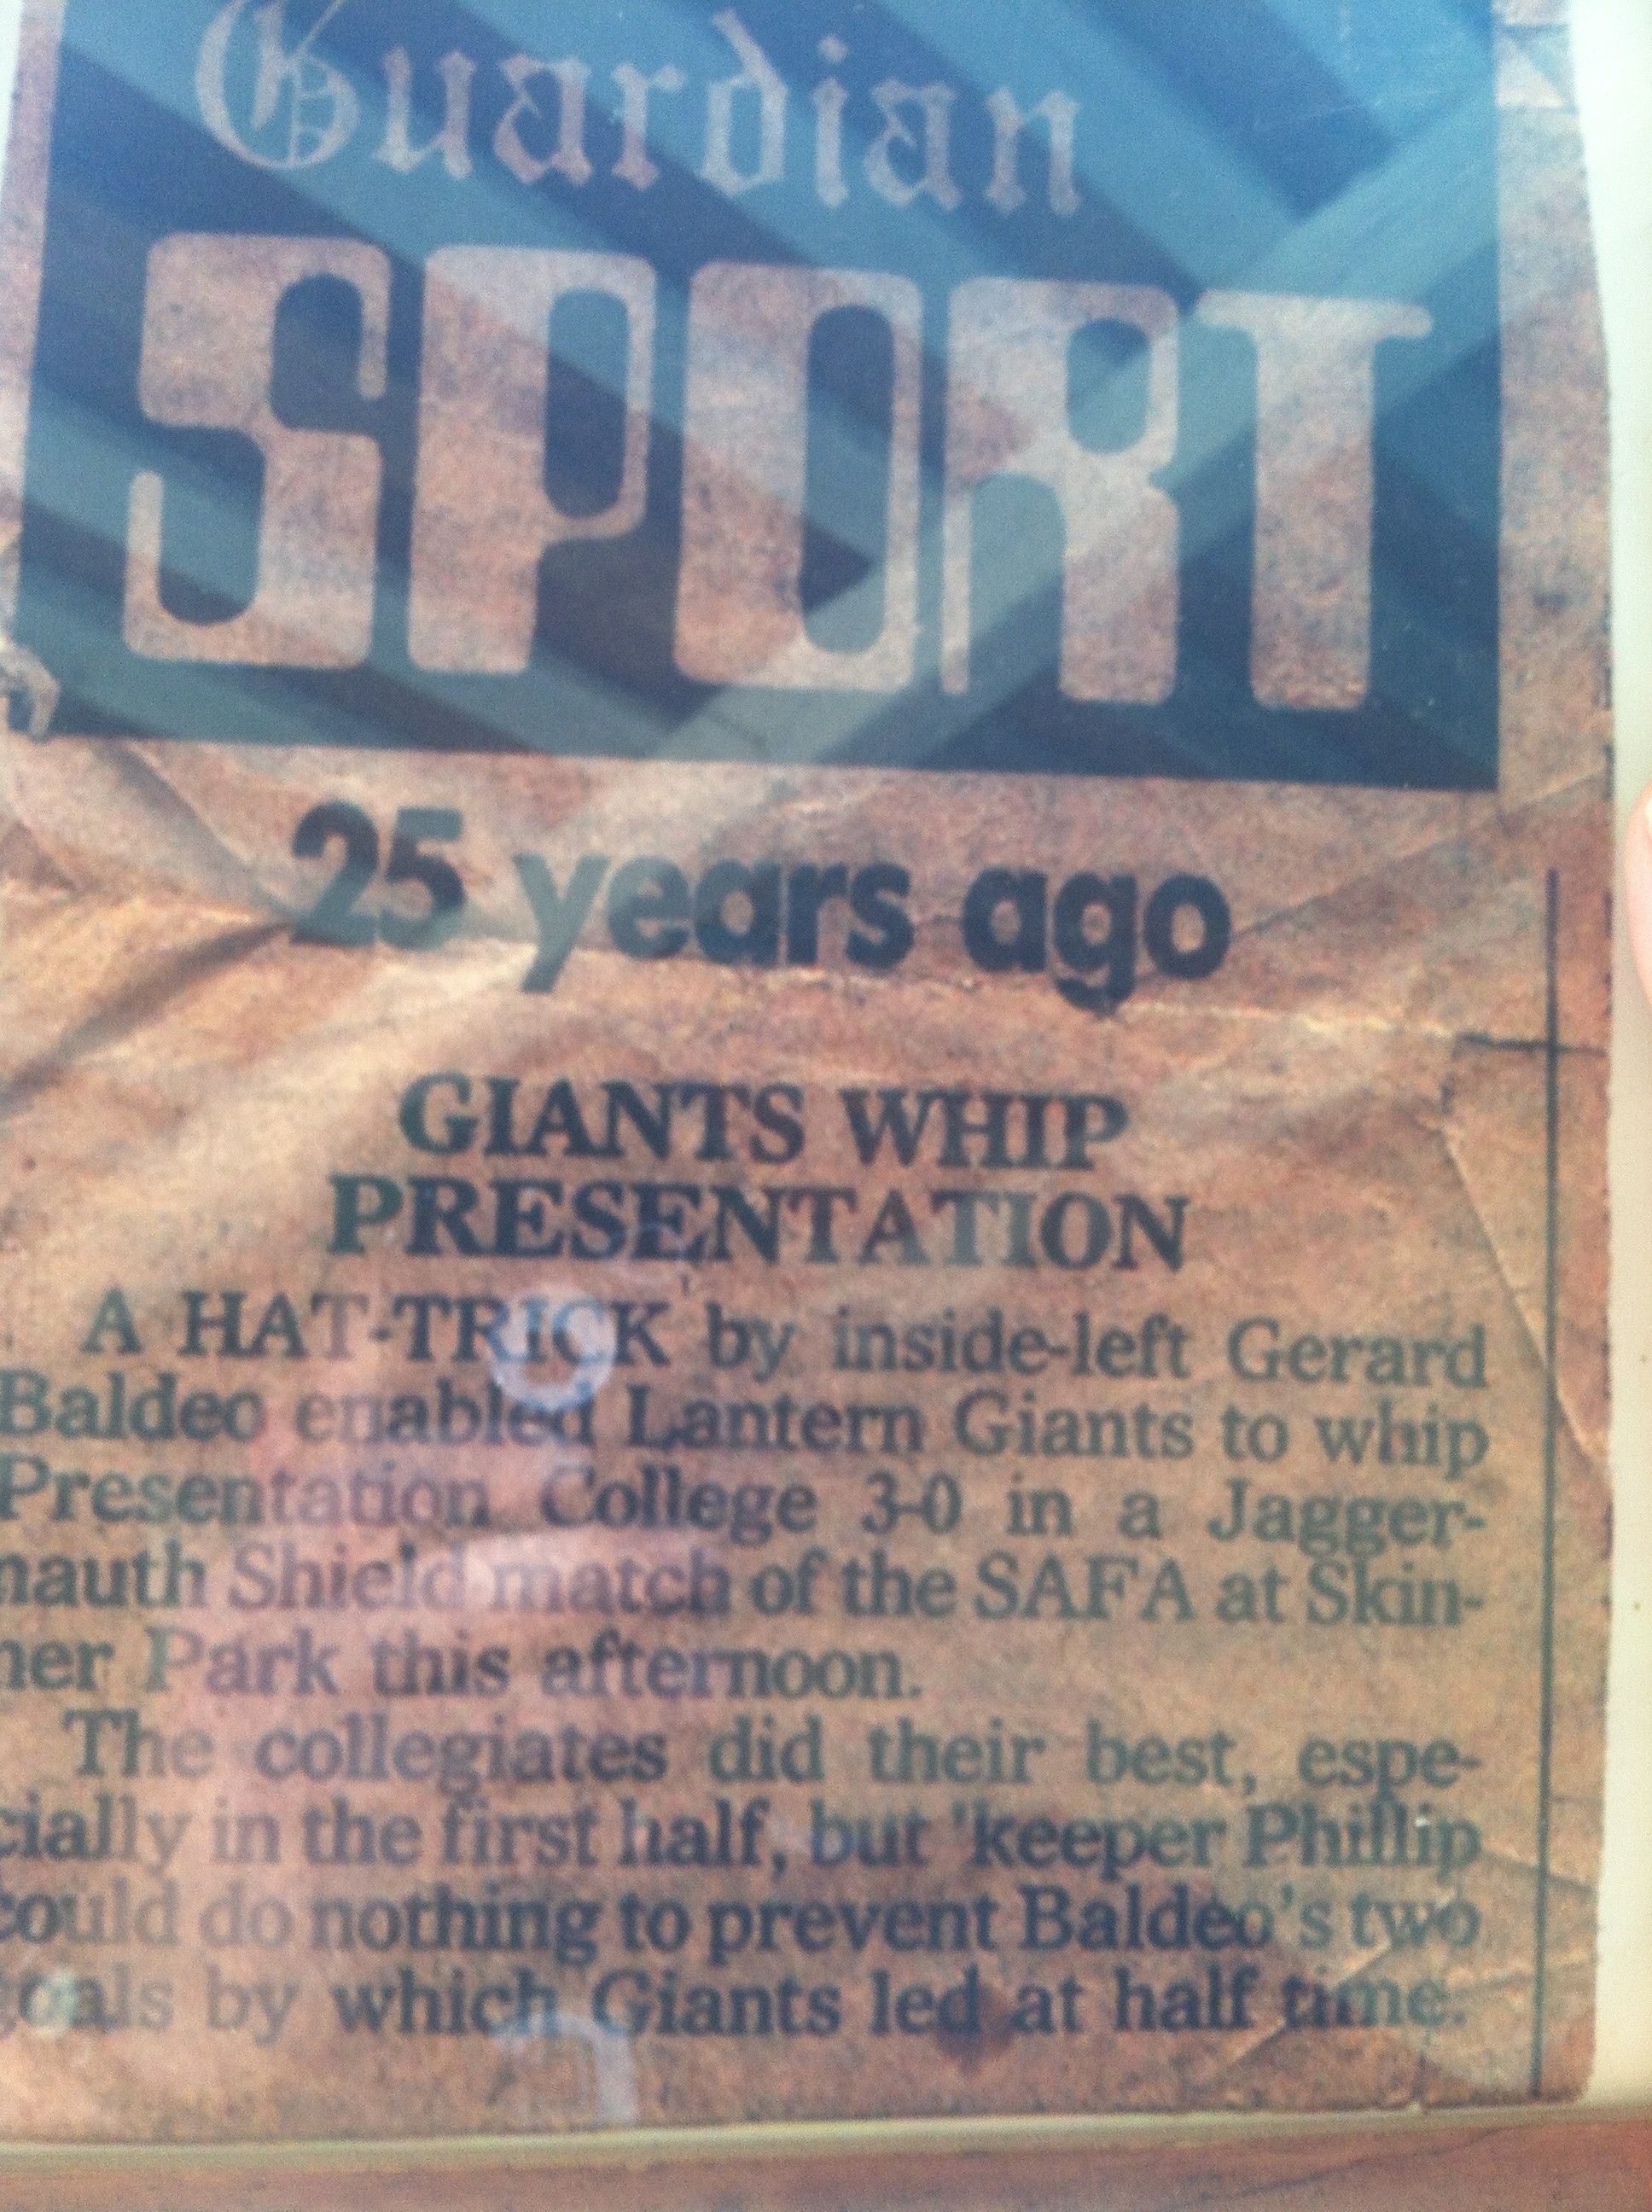 Guardian
SPORT
25 years ago
GIANTS WHIP
PRESENTATION
A HAT-TRICK by inside-left Gerard
Baldeo enabled Lantern Giants to whip
Presentation College 3-0 in a Jagger-
nauth Shield match of the SAFA at Skin-
ner Park this afternoon.
The collegiates did their best, espe-
cially in the first half, but 'keeper Phillip
could do nothing to prevent Baldeo's two
goals by which Giants led at half time.